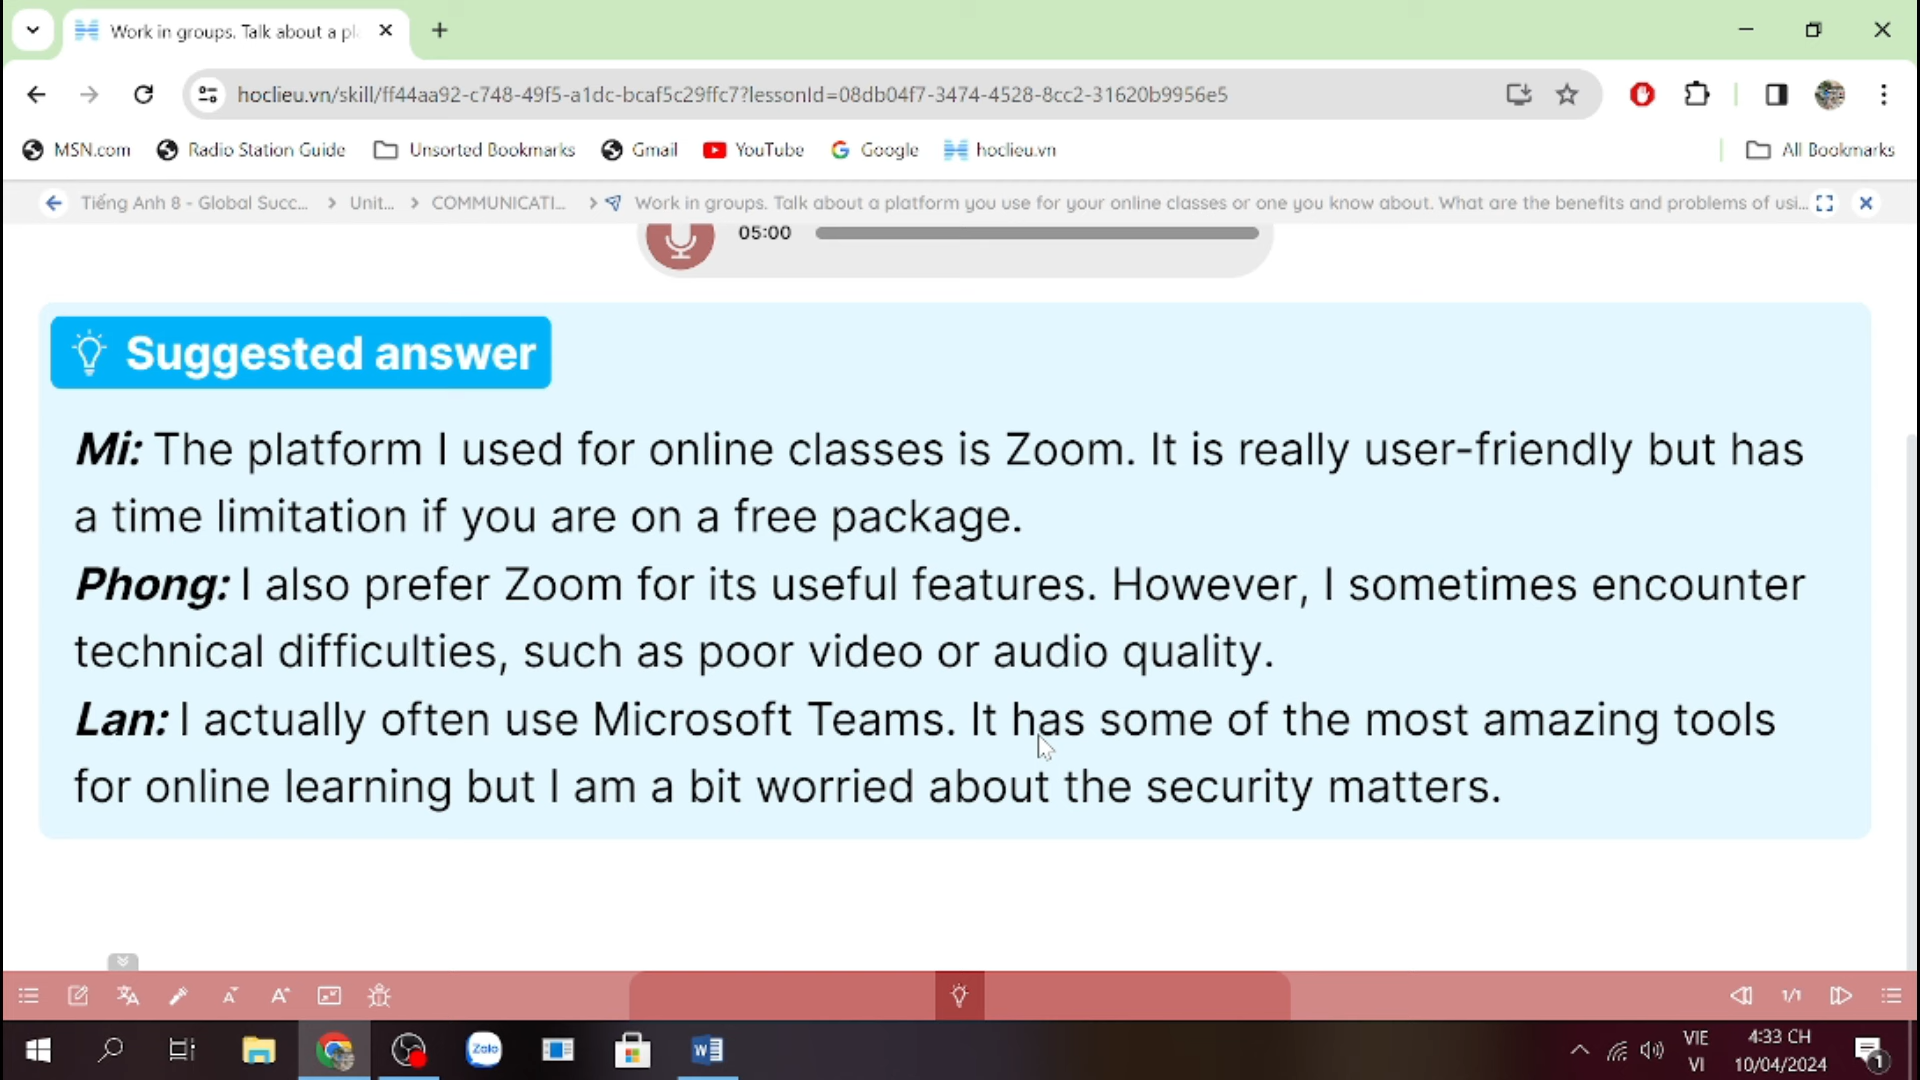 Work in groups. Talk about a pl
hoclieu.vn/skill/ff44aa92-c748-49f5-a1dc-bcaf5c29ffc7?lessonId=08db04f7-3474-4528-8cc2-31620b9956e5
MSN.com Radio Station Guide Unsorted Bookmarks Gmail YouTube Google hoclieu.vn All Bookmarks
Tiếng Anh 8 - Global Succ... > Unit... > COMMUNICATI... > Work in groups. Talk about a platform you use for your online classes or one you know about. What are the benefits and problems of usi...
05:00
Suggested answer
Mi: The platform I used for online classes is Zoom. It is really user-friendly but has
a time limitation if you are on a free package.
Phong: I also prefer Zoom for its useful features. However, I sometimes encounter
technical difficulties, such as poor video or audio quality.
Lan: I actually often use Microsoft Teams. It has some of the most amazing tools
for online learning but I am a bit worried about the security matters.
1/1
Zalo
VIE 4:33 CH
VI 10/04/2024 1